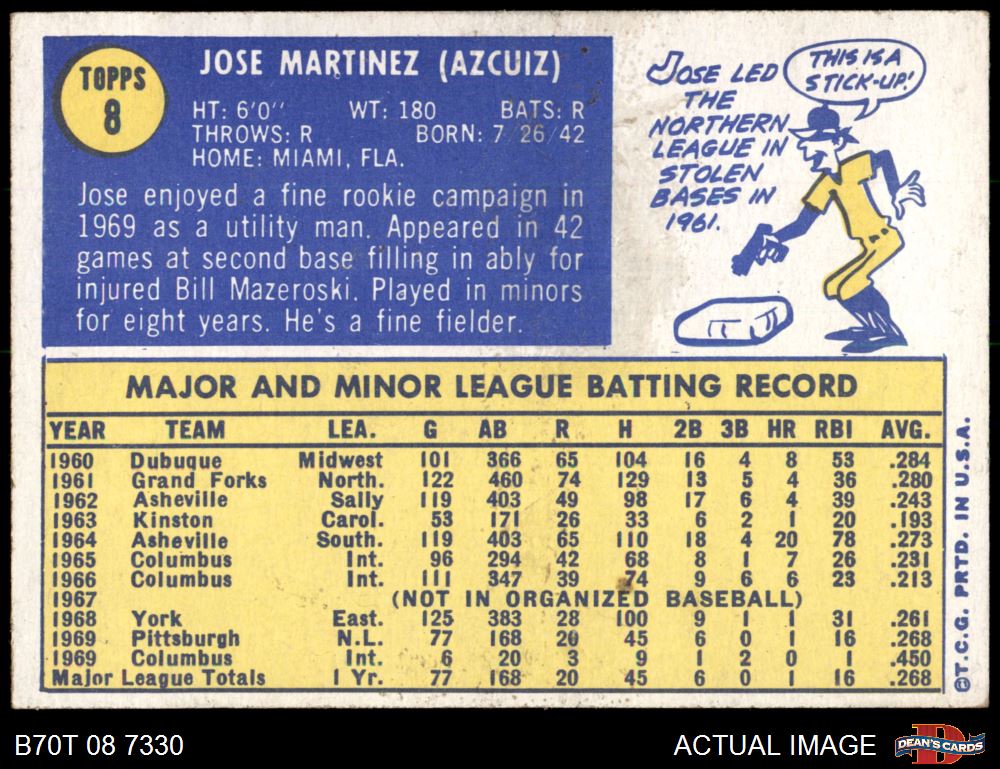 TOPPS
8
JOSE MARTINEZ (AZCUIZ)
HT: 6'0'' WT: 180 BATS: R
THROWS: R BORN: 7 26 42
HOME: MIAMI, FLA.
Jose enjoyed a fine rookie campaign in
1969 as a utility man. Appeared in 42
games at second base filling in ably for
injured Bill Mazeroski. Played in minors
for eight years. He's a fine fielder.
JOSE LED
THE
NORTHERN
LEAGUE IN
STOLEN
BASES IN
1961.
THIS IS A
STICK-UP!
MAJOR AND MINOR LEAGUE BATTING RECORD
YEAR TEAM LEA. G AB R H 2B 3B HR RBI AVG.
1960 Dubuque Midwest 101 366 65 104 16 4 8 53 .284
1961 Grand Forks North. 122 460 74 129 13 5 4 36 .280
1962 Asheville Sally 119 403 49 98 17 6 4 39 .243
1963 Kinston Carol. 53 171 26 33 6 2 1 20 .193
1964 Asheville South. 119 403 65 110 18 4 20 78 .273
1965 Columbus Int. 96 294 42 68 8 1 7 26 .231
1966 Columbus Int. 111 347 39 74 9 6 6 23 .213
1967 (NOT IN ORGANIZED BASEBALL)
1968 York East. 125 383 28 100 9 1 1 31 .261
1969 Pittsburgh N.L. 77 168 20 45 6 0 1 16 .268
1969 Columbus Int. 6 20 3 9 1 2 0 1 .450
Major League Totals 1 Yr. 77 168 20 45 6 0 1 16 .268
©T.C.G. PRTD. IN U.S.A.
B70T 08 7330
ACTUAL IMAGE
D
DEAN'S CARDS